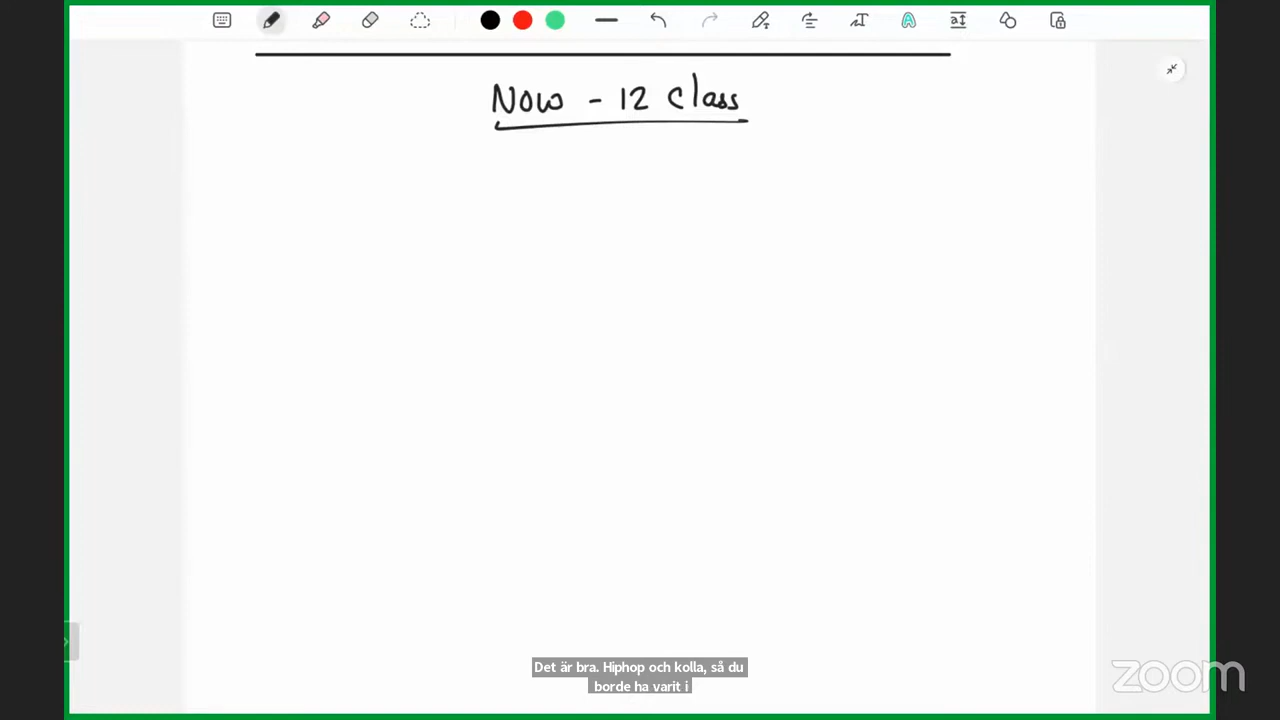 Now - 12 class
Det är bra. Hiphop och kolla, så du
borde ha varit i
zoom